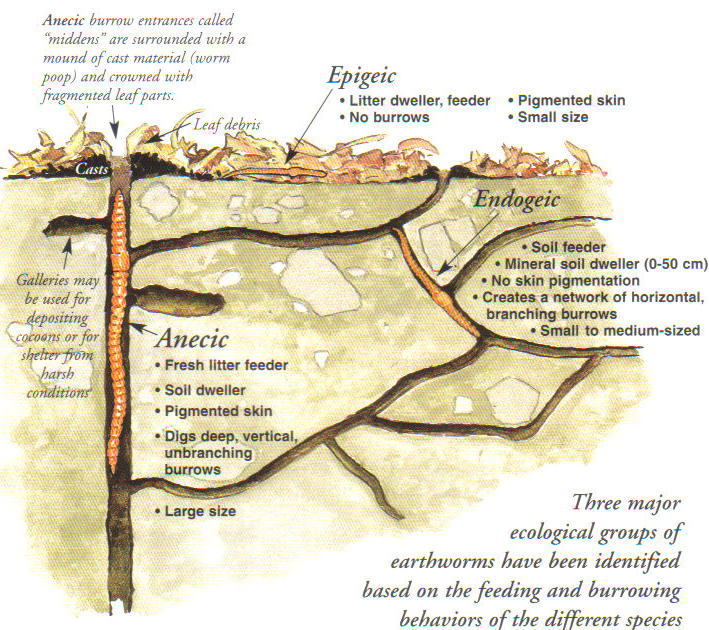 Anecic burrow entrances called
"middens" are surrounded with a
mound of cast material (worm
poop) and crowned with
fragmented leaf parts.
Epigeic
• Litter dweller, feeder
• No burrows
• Pigmented skin
• Small size
Leaf debris
Casts
Endogeic
• Soil feeder
• Mineral soil dweller (0-50 cm)
• No skin pigmentation
• Creates a network of horizontal,
branching burrows
• Small to medium-sized
Galleries may
be used for
depositing
cocoons or for
shelter from
harsh
conditions
Anecic
• Fresh litter feeder
• Soil dweller
• Pigmented skin
• Digs deep, vertical,
unbranching
burrows
• Large size
Three major
ecological groups of
earthworms have been identified
based on the feeding and burrowing
behaviors of the different species